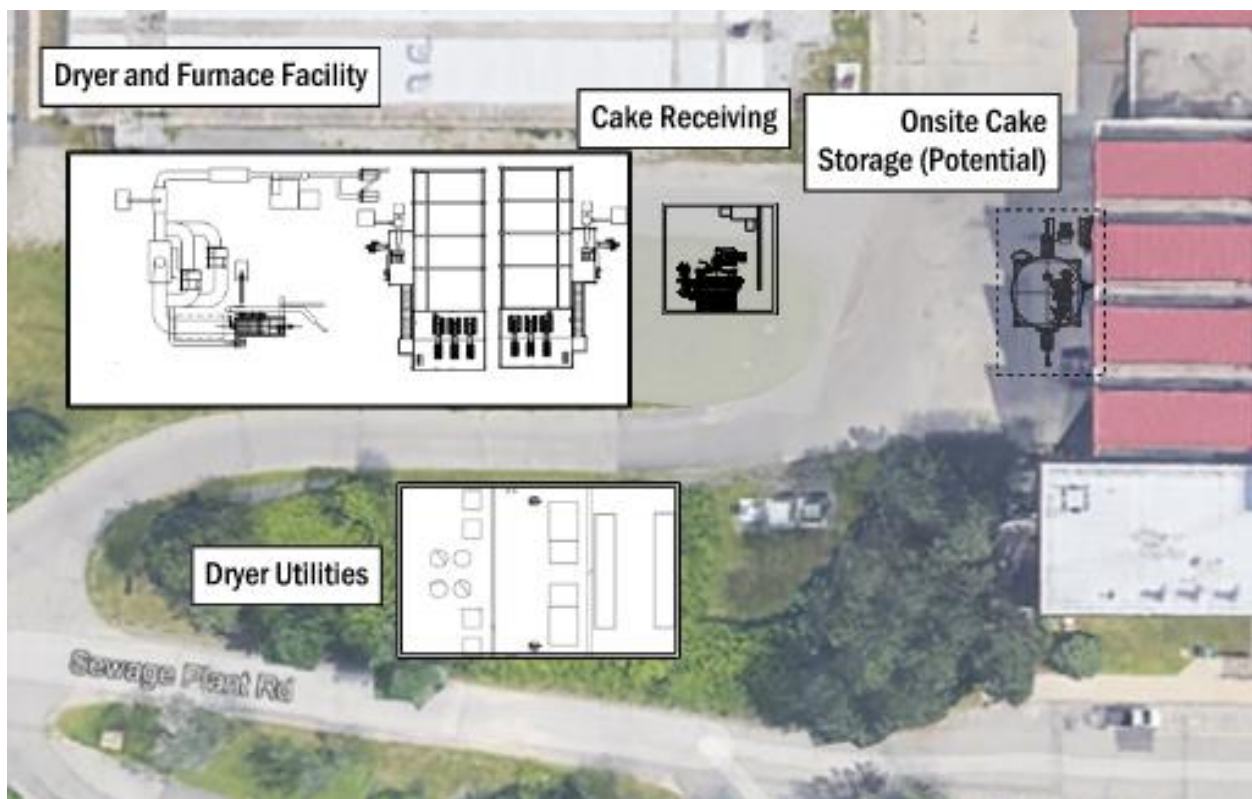 Dryer and Furnace Facility
Cake Receiving
Onsite Cake
Storage (Potential)
Dryer Utilities
Sewage Plant Rd